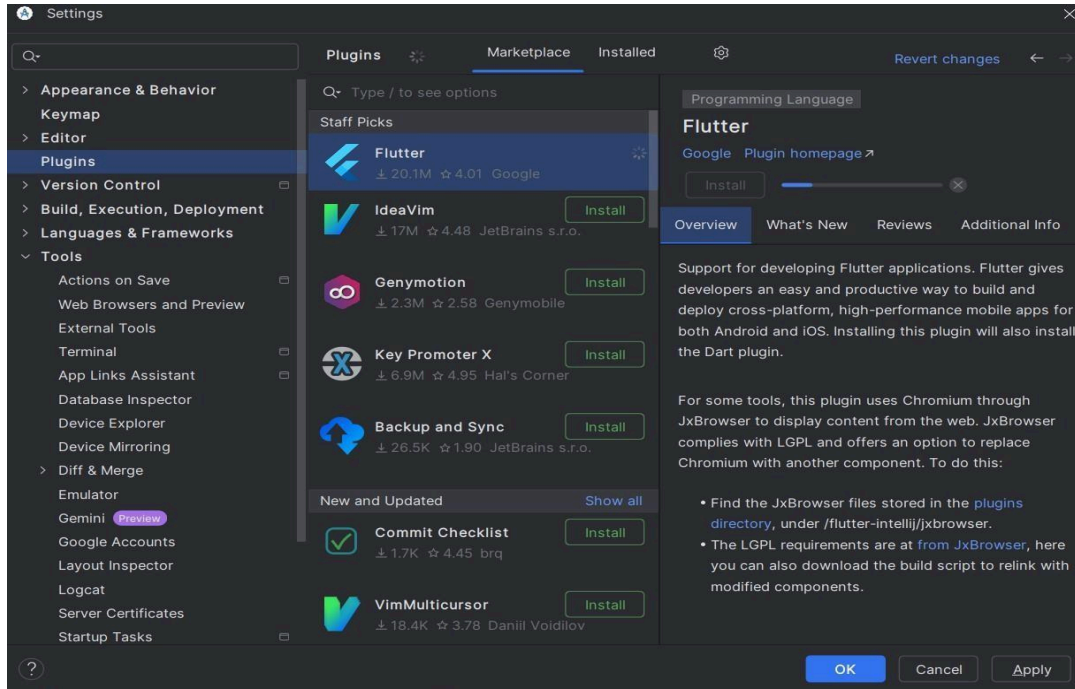 Settings
Plugins
Marketplace
Installed
Revert changes
Appearance & Behavior
Keymap
Editor
Plugins
Version Control
Build, Execution, Deployment
Languages & Frameworks
Tools
Actions on Save
Web Browsers and Preview
External Tools
Terminal
App Links Assistant
Database Inspector
Device Explorer
Device Mirroring
Diff & Merge
Emulator
Gemini Preview
Google Accounts
Layout Inspector
Logcat
Server Certificates
Startup Tasks
Type / to see options
Staff Picks
Flutter
20.1M 4.01 Google
IdeaVim Install
17M 4.48 JetBrains s.r.o.
Genymotion Install
2.3M 2.58 Genymobile
Key Promoter X Install
6.9M 4.95 Hal's Corner
Backup and Sync Install
26.5K 1.90 JetBrains s.r.o.
New and Updated Show all
Commit Checklist Install
1.7K 4.45 brq
VimMulticursor Install
18.4K 3.78 Daniil Voidilov
Programming Language
Flutter
Google Plugin homepage
Install
Overview What's New Reviews Additional Info
Support for developing Flutter applications. Flutter gives
developers an easy and productive way to build and
deploy cross-platform, high-performance mobile apps for
both Android and iOS. Installing this plugin will also install
the Dart plugin.
For some tools, this plugin uses Chromium through
JxBrowser to display content from the web. JxBrowser
complies with LGPL and offers an option to replace
Chromium with another component. To do this:
• Find the JxBrowser files stored in the plugins
directory, under /flutter-intellij/jxbrowser.
• The LGPL requirements are at from JxBrowser, here
you can also download the build script to relink with
modified components.
?
OK
Cancel
Apply